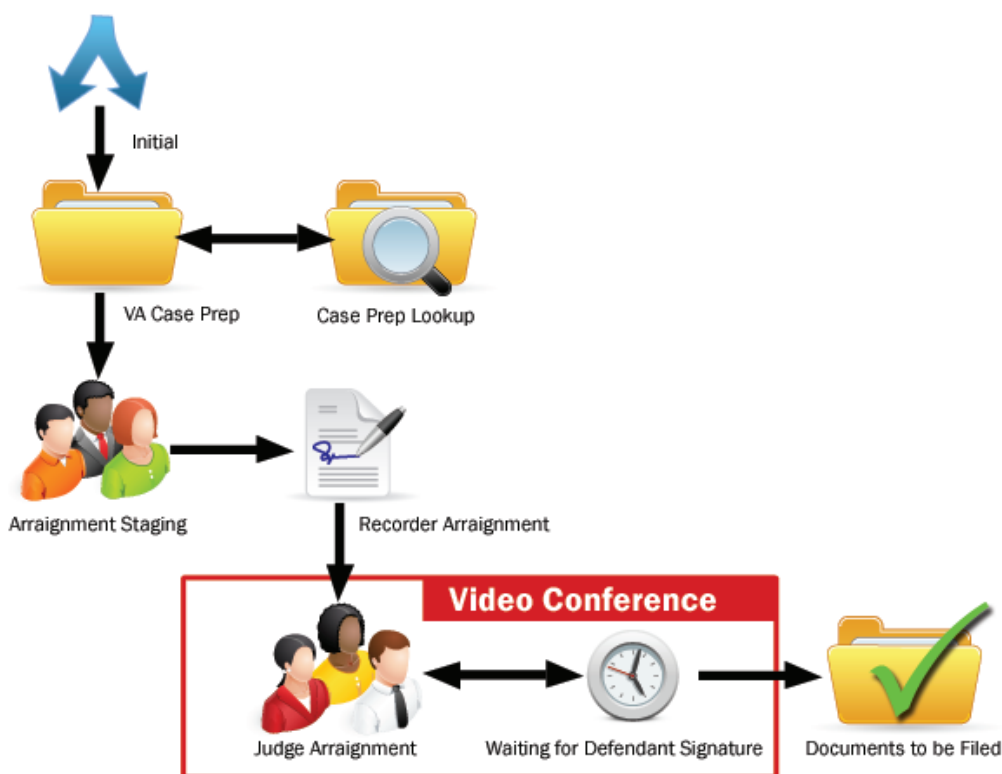 Initial
VA Case Prep
Case Prep Lookup
Arraignment Staging
Recorder Arraignment
Video Conference
Judge Arraignment
Waiting for Defendant Signature
Documents to be Filed